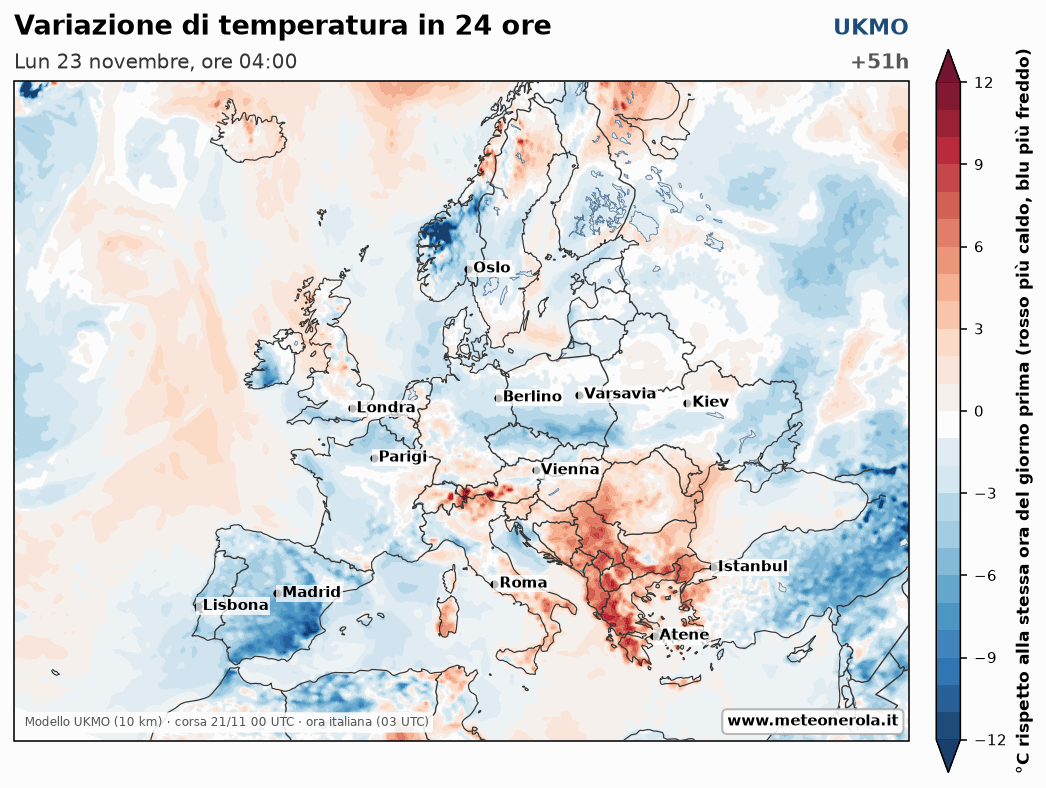 Variazione di temperatura in 24 ore
UKMO
Lun 23 novembre, ore 04:00
+51h
Oslo
Londra
Berlino
Varsavia
Kiev
Parigi
Vienna
Istanbul
Roma
Madrid
Lisbona
Atene
Modello UKMO (10 km) · corsa 21/11 00 UTC · ora italiana (03 UTC)
www.meteonerola.it
12
9
6
3
0
−3
−6
−9
−12
°C rispetto alla stessa ora del giorno prima (rosso più caldo, blu più freddo)